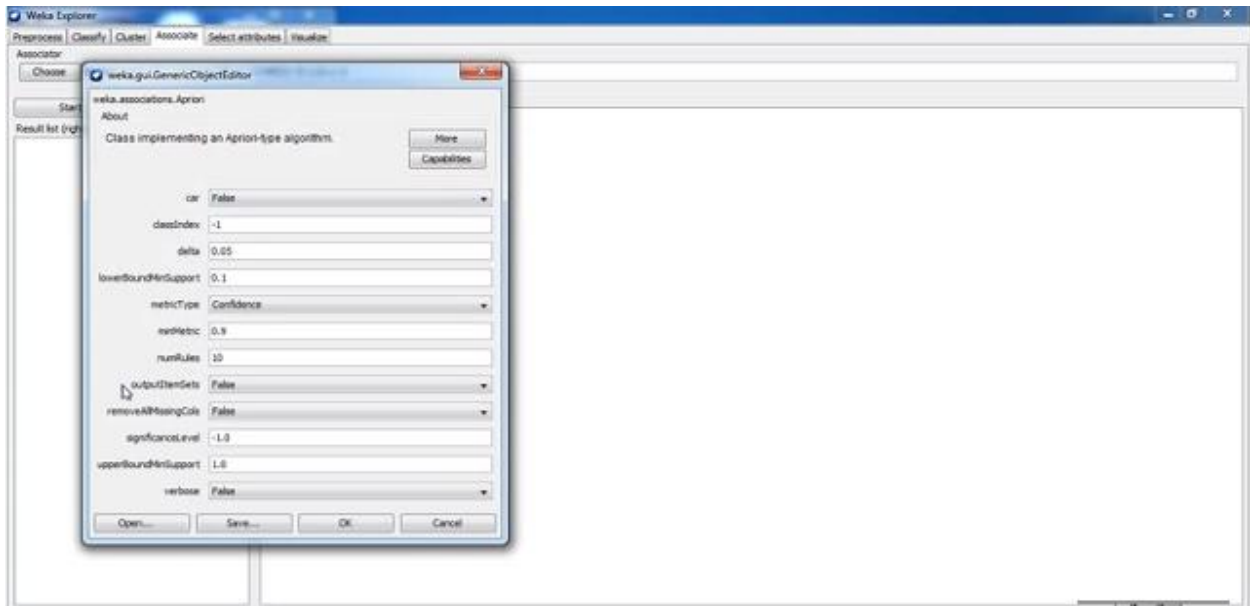 Weka Explorer
Preprocess Classify Cluster Associate Select attributes Visualize
Associator
Choose
weka.gui.GenericObjectEditor
Start
weka.associations.Apriori
About
Result list (righ
Class implementing an Apriori-type algorithm.
More
Capabilities
car False
classIndex -1
delta 0.05
lowerBoundMinSupport 0.1
metricType Confidence
minMetric 0.9
numRules 10
outputItemSets False
removeAllMissingCols False
significanceLevel -1.0
upperBoundMinSupport 1.0
verbose False
Open... Save... OK Cancel